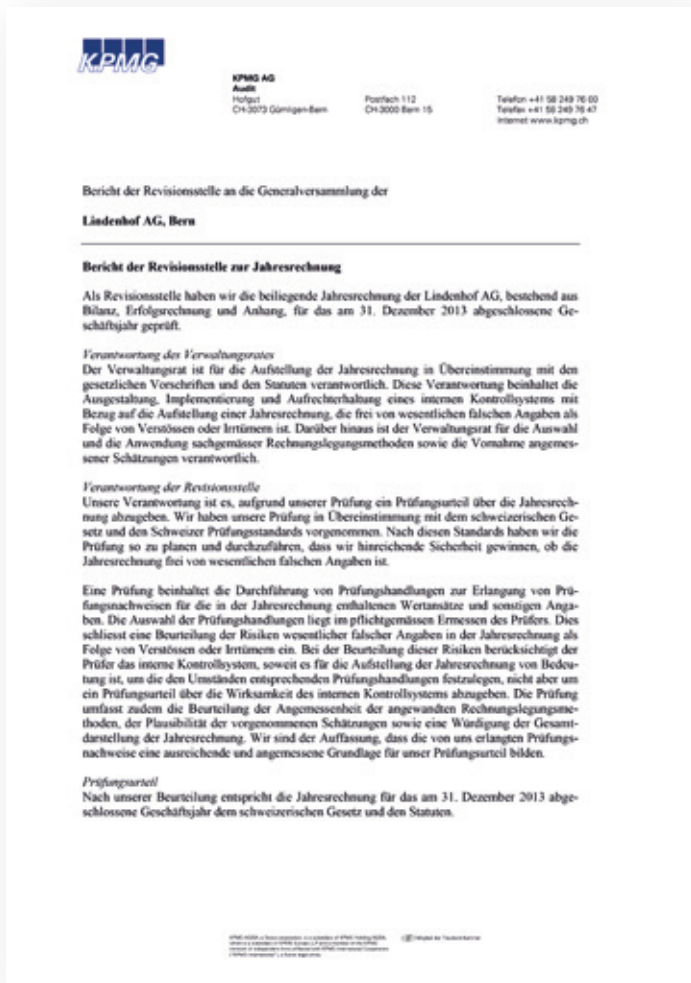 KPMG
KPMG AG
Audit
Hofgut
CH-3073 Gümligen-Bern
Postfach 112
CH-3000 Bern 15
Telefon +41 58 249 76 00
Telefax +41 58 249 76 47
Internet www.kpmg.ch
Bericht der Revisionsstelle an die Generalversammlung der
Lindenhof AG, Bern
Bericht der Revisionsstelle zur Jahresrechnung
Als Revisionsstelle haben wir die beiliegende Jahresrechnung der Lindenhof AG, bestehend aus
Bilanz, Erfolgsrechnung und Anhang, für das am 31. Dezember 2013 abgeschlossene Ge-
schäftsjahr geprüft.
Verantwortung des Verwaltungsrates
Der Verwaltungsrat ist für die Aufstellung der Jahresrechnung in Übereinstimmung mit den
gesetzlichen Vorschriften und den Statuten verantwortlich. Diese Verantwortung beinhaltet die
Ausgestaltung, Implementierung und Aufrechterhaltung eines internen Kontrollsystems mit
Bezug auf die Aufstellung einer Jahresrechnung, die frei von wesentlichen falschen Angaben als
Folge von Verstössen oder Irrtümern ist. Darüber hinaus ist der Verwaltungsrat für die Auswahl
und die Anwendung sachgemässer Rechnungslegungsmethoden sowie die Vornahme angemes-
sener Schätzungen verantwortlich.
Verantwortung der Revisionsstelle
Unsere Verantwortung ist es, aufgrund unserer Prüfung ein Prüfungsurteil über die Jahresrech-
nung abzugeben. Wir haben unsere Prüfung in Übereinstimmung mit dem schweizerischen Ge-
setz und den Schweizer Prüfungsstandards vorgenommen. Nach diesen Standards haben wir die
Prüfung so zu planen und durchzuführen, dass wir hinreichende Sicherheit gewinnen, ob die
Jahresrechnung frei von wesentlichen falschen Angaben ist.
Eine Prüfung beinhaltet die Durchführung von Prüfungshandlungen zur Erlangung von Prü-
fungsnachweisen für die in der Jahresrechnung enthaltenen Wertansätze und sonstigen Anga-
ben. Die Auswahl der Prüfungshandlungen liegt im pflichtgemässen Ermessen des Prüfers. Dies
schliesst eine Beurteilung der Risiken wesentlicher falscher Angaben in der Jahresrechnung als
Folge von Verstössen oder Irrtümern ein. Bei der Beurteilung dieser Risiken berücksichtigt der
Prüfer das interne Kontrollsystem, soweit es für die Aufstellung der Jahresrechnung von Bedeu-
tung ist, um die den Umständen entsprechenden Prüfungshandlungen festzulegen, nicht aber um
ein Prüfungsurteil über die Wirksamkeit des internen Kontrollsystems abzugeben. Die Prüfung
umfasst zudem die Beurteilung der Angemessenheit der angewandten Rechnungslegungsme-
thoden, der Plausibilität der vorgenommenen Schätzungen sowie eine Würdigung der Gesamt-
darstellung der Jahresrechnung. Wir sind der Auffassung, dass die von uns erlangten Prüfungs-
nachweise eine ausreichende und angemessene Grundlage für unser Prüfungsurteil bilden.
Prüfungsurteil
Nach unserer Beurteilung entspricht die Jahresrechnung für das am 31. Dezember 2013 abge-
schlossene Geschäftsjahr dem schweizerischen Gesetz und den Statuten.